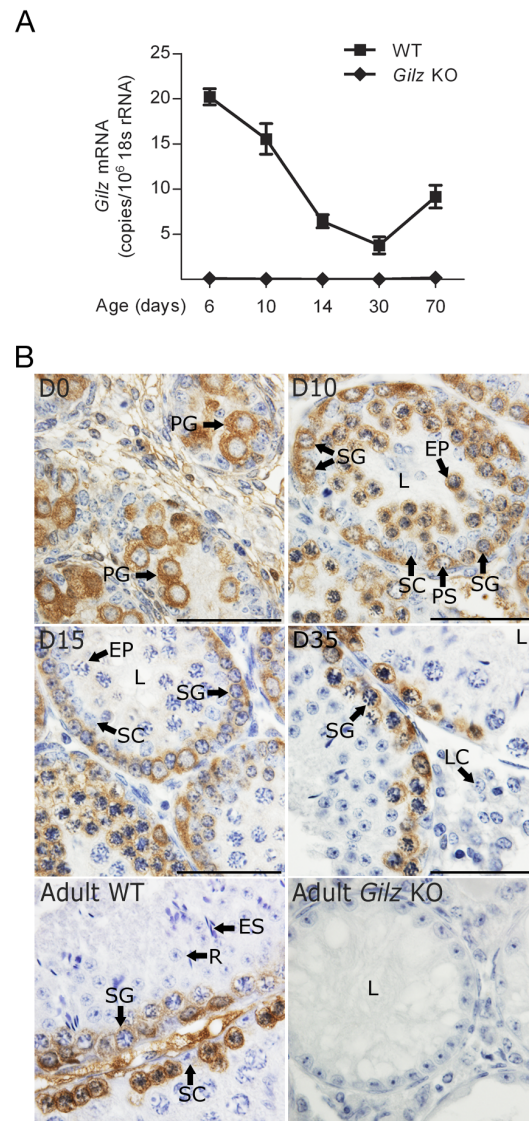 A
WT
Gilz KO
25
20
15
10
5
Gilz mRNA
(copies/10⁶ 18s rRNA)
Age (days) 6 10 14 30 70
B
D0
PG
PG
D10
SG
EP
L
SC
PS
SG
D15
EP
L
SG
SC
D35
L
SG
LC
Adult WT
ES
R
SG
SC
Adult Gilz KO
L